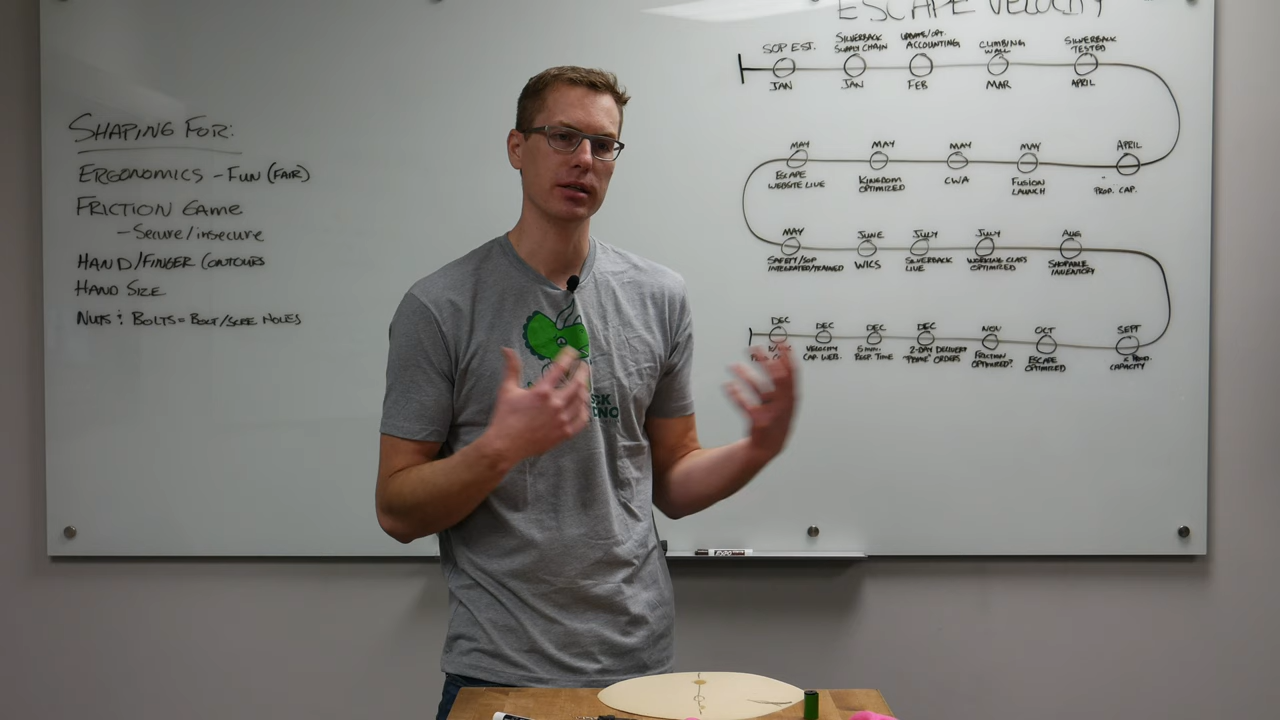 ESCAPE VELOCITY
SHAPING FOR:
ERGONOMICS - FUN (FAIR)
FRICTION GAME
- Secure/insecure
HAND/FINGER CONTOURS
HAND SIZE
NUTS & BOLTS = BOLT/SCREW HOLES
SOP EST.
JAN
SILVERBACK
SUPPLY CHAIN
JAN
UPDATE/OPT.
ACCOUNTING
FEB
CLIMBING
WALL
MAR
SILVERBACK
TESTED
APRIL
MAY
ESCAPE
WEBSITE LIVE
MAY
KINGDOM
OPTIMIZED
MAY
CWA
MAY
FUSION
LAUNCH
APRIL
PROD. CAP.
MAY
SAFETY/SOP
INTEGRATED/TRAINED
JUNE
WICS
JULY
SILVERBACK
LIVE
JULY
WORKING CLASS
OPTIMIZED
AUG
SHOPABLE
INVENTORY
DEC
DEC
VELOCITY
CAP. WEB.
DEC
5 MIN.
RESP. TIME
DEC
2-DAY DELIVERY
"PRIME" ORDERS
NOV
FRICTION
OPTIMIZED?
OCT
ESCAPE
OPTIMIZED
SEPT
2 PROD.
CAPACITY
EXPO